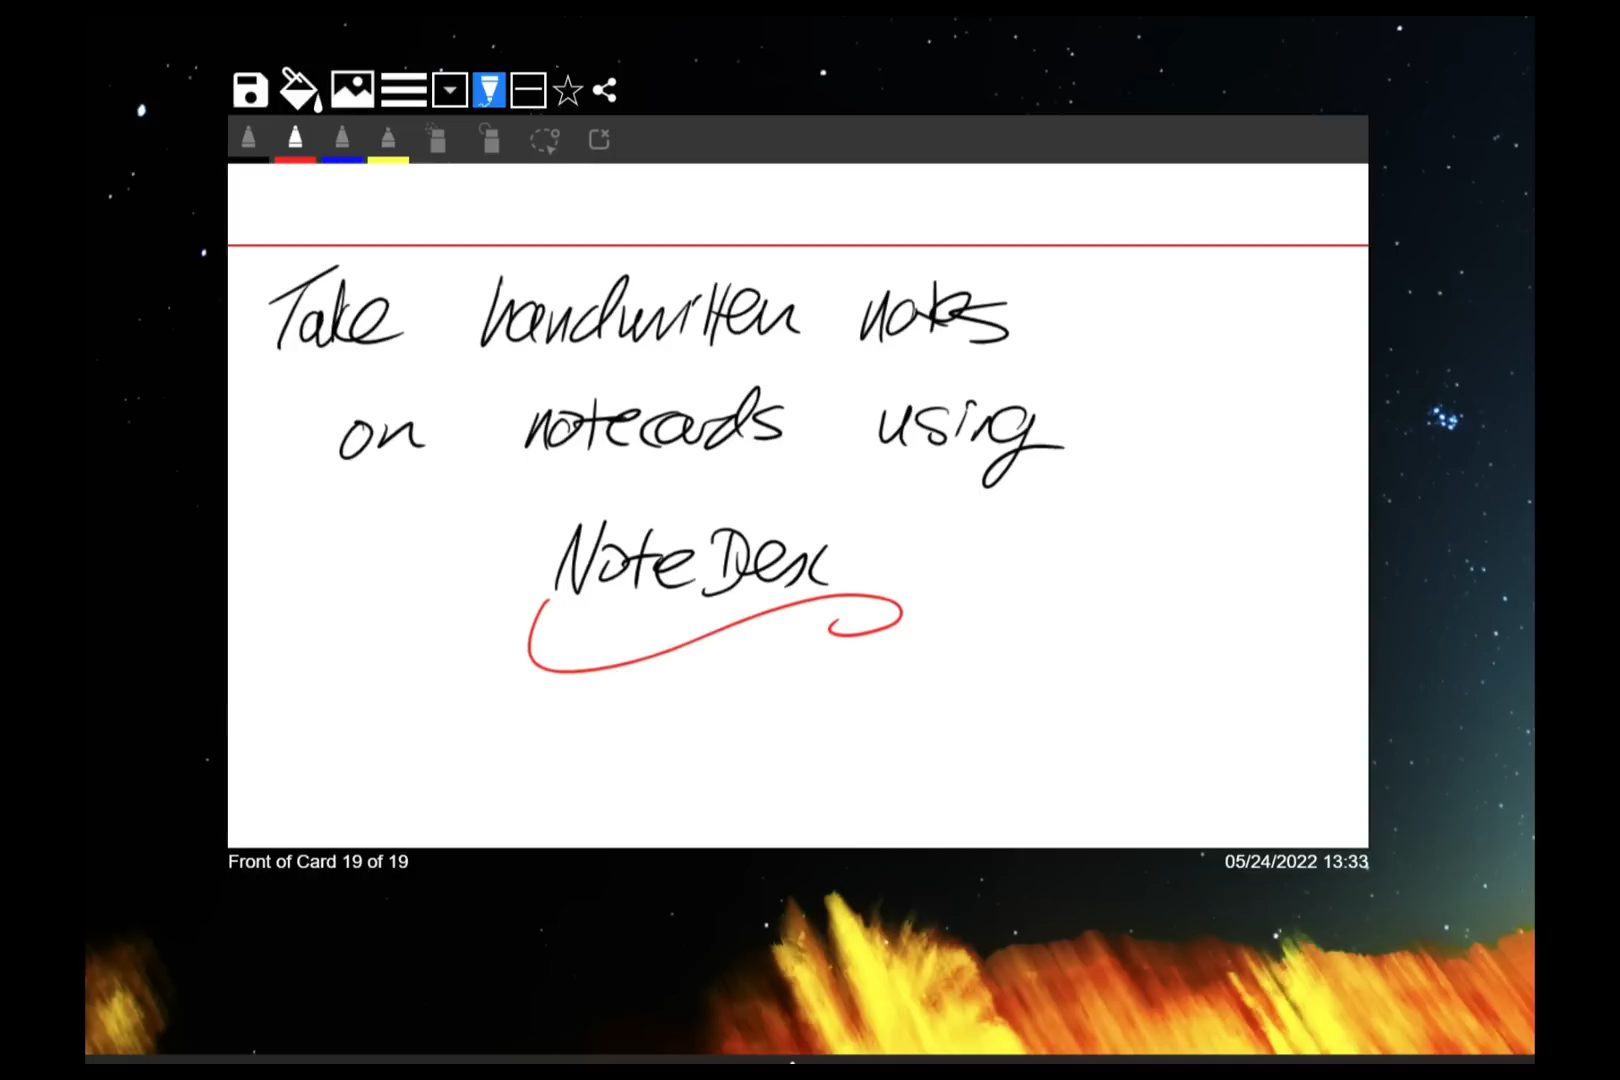 Take handwritten notes
on notecards using
NoteDex
Front of Card 19 of 19
05/24/2022 13:33